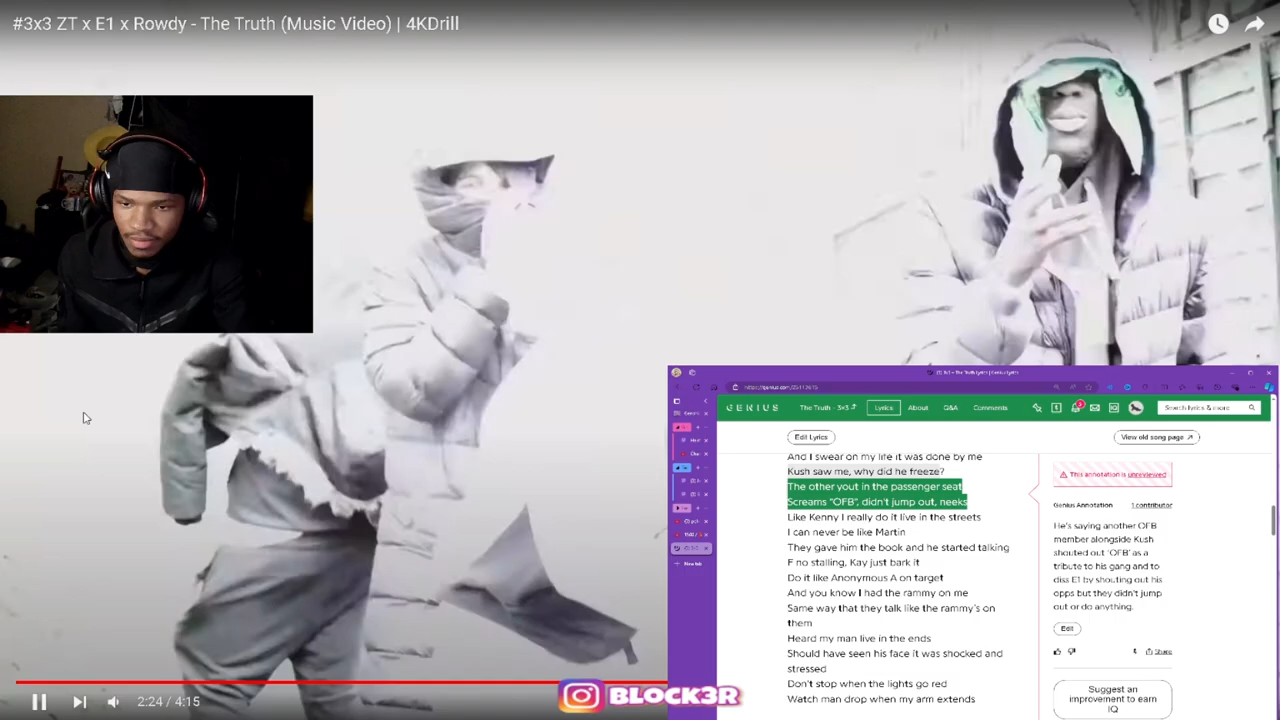 #3x3 ZT x E1 x Rowdy - The Truth (Music Video) | 4KDrill
GENIUS
The Truth - 3x3
Lyrics
About
Q&A
Comments
Search lyrics & more
Edit Lyrics
View old song page
And I swear on my life it was done by me
Kush saw me, why did he freeze?
The other yout in the passenger seat
Screams "OFB", didn't jump out, neeks
Like Kenny I really do it live in the streets
I can never be like Martin
They gave him the book and he started talking
F no stalling, Kay just bark it
Do it like Anonymous A on target
And you know I had the rammy on me
Same way that they talk like the rammy's on
them
Heard my man live in the ends
Should have seen his face it was shocked and
stressed
Don't stop when the lights go red
Watch man drop when my arm extends
This annotation is unreviewed
Genius Annotation
1 contributor
He's saying another OFB
member alongside Kush
shouted out 'OFB' as a
tribute to his gang and to
diss E1 by shouting out his
opps but they didn't jump
out or do anything.
Edit
Share
Suggest an
improvement to earn
IQ
New tab
2:24 / 4:15
BLOCK3R